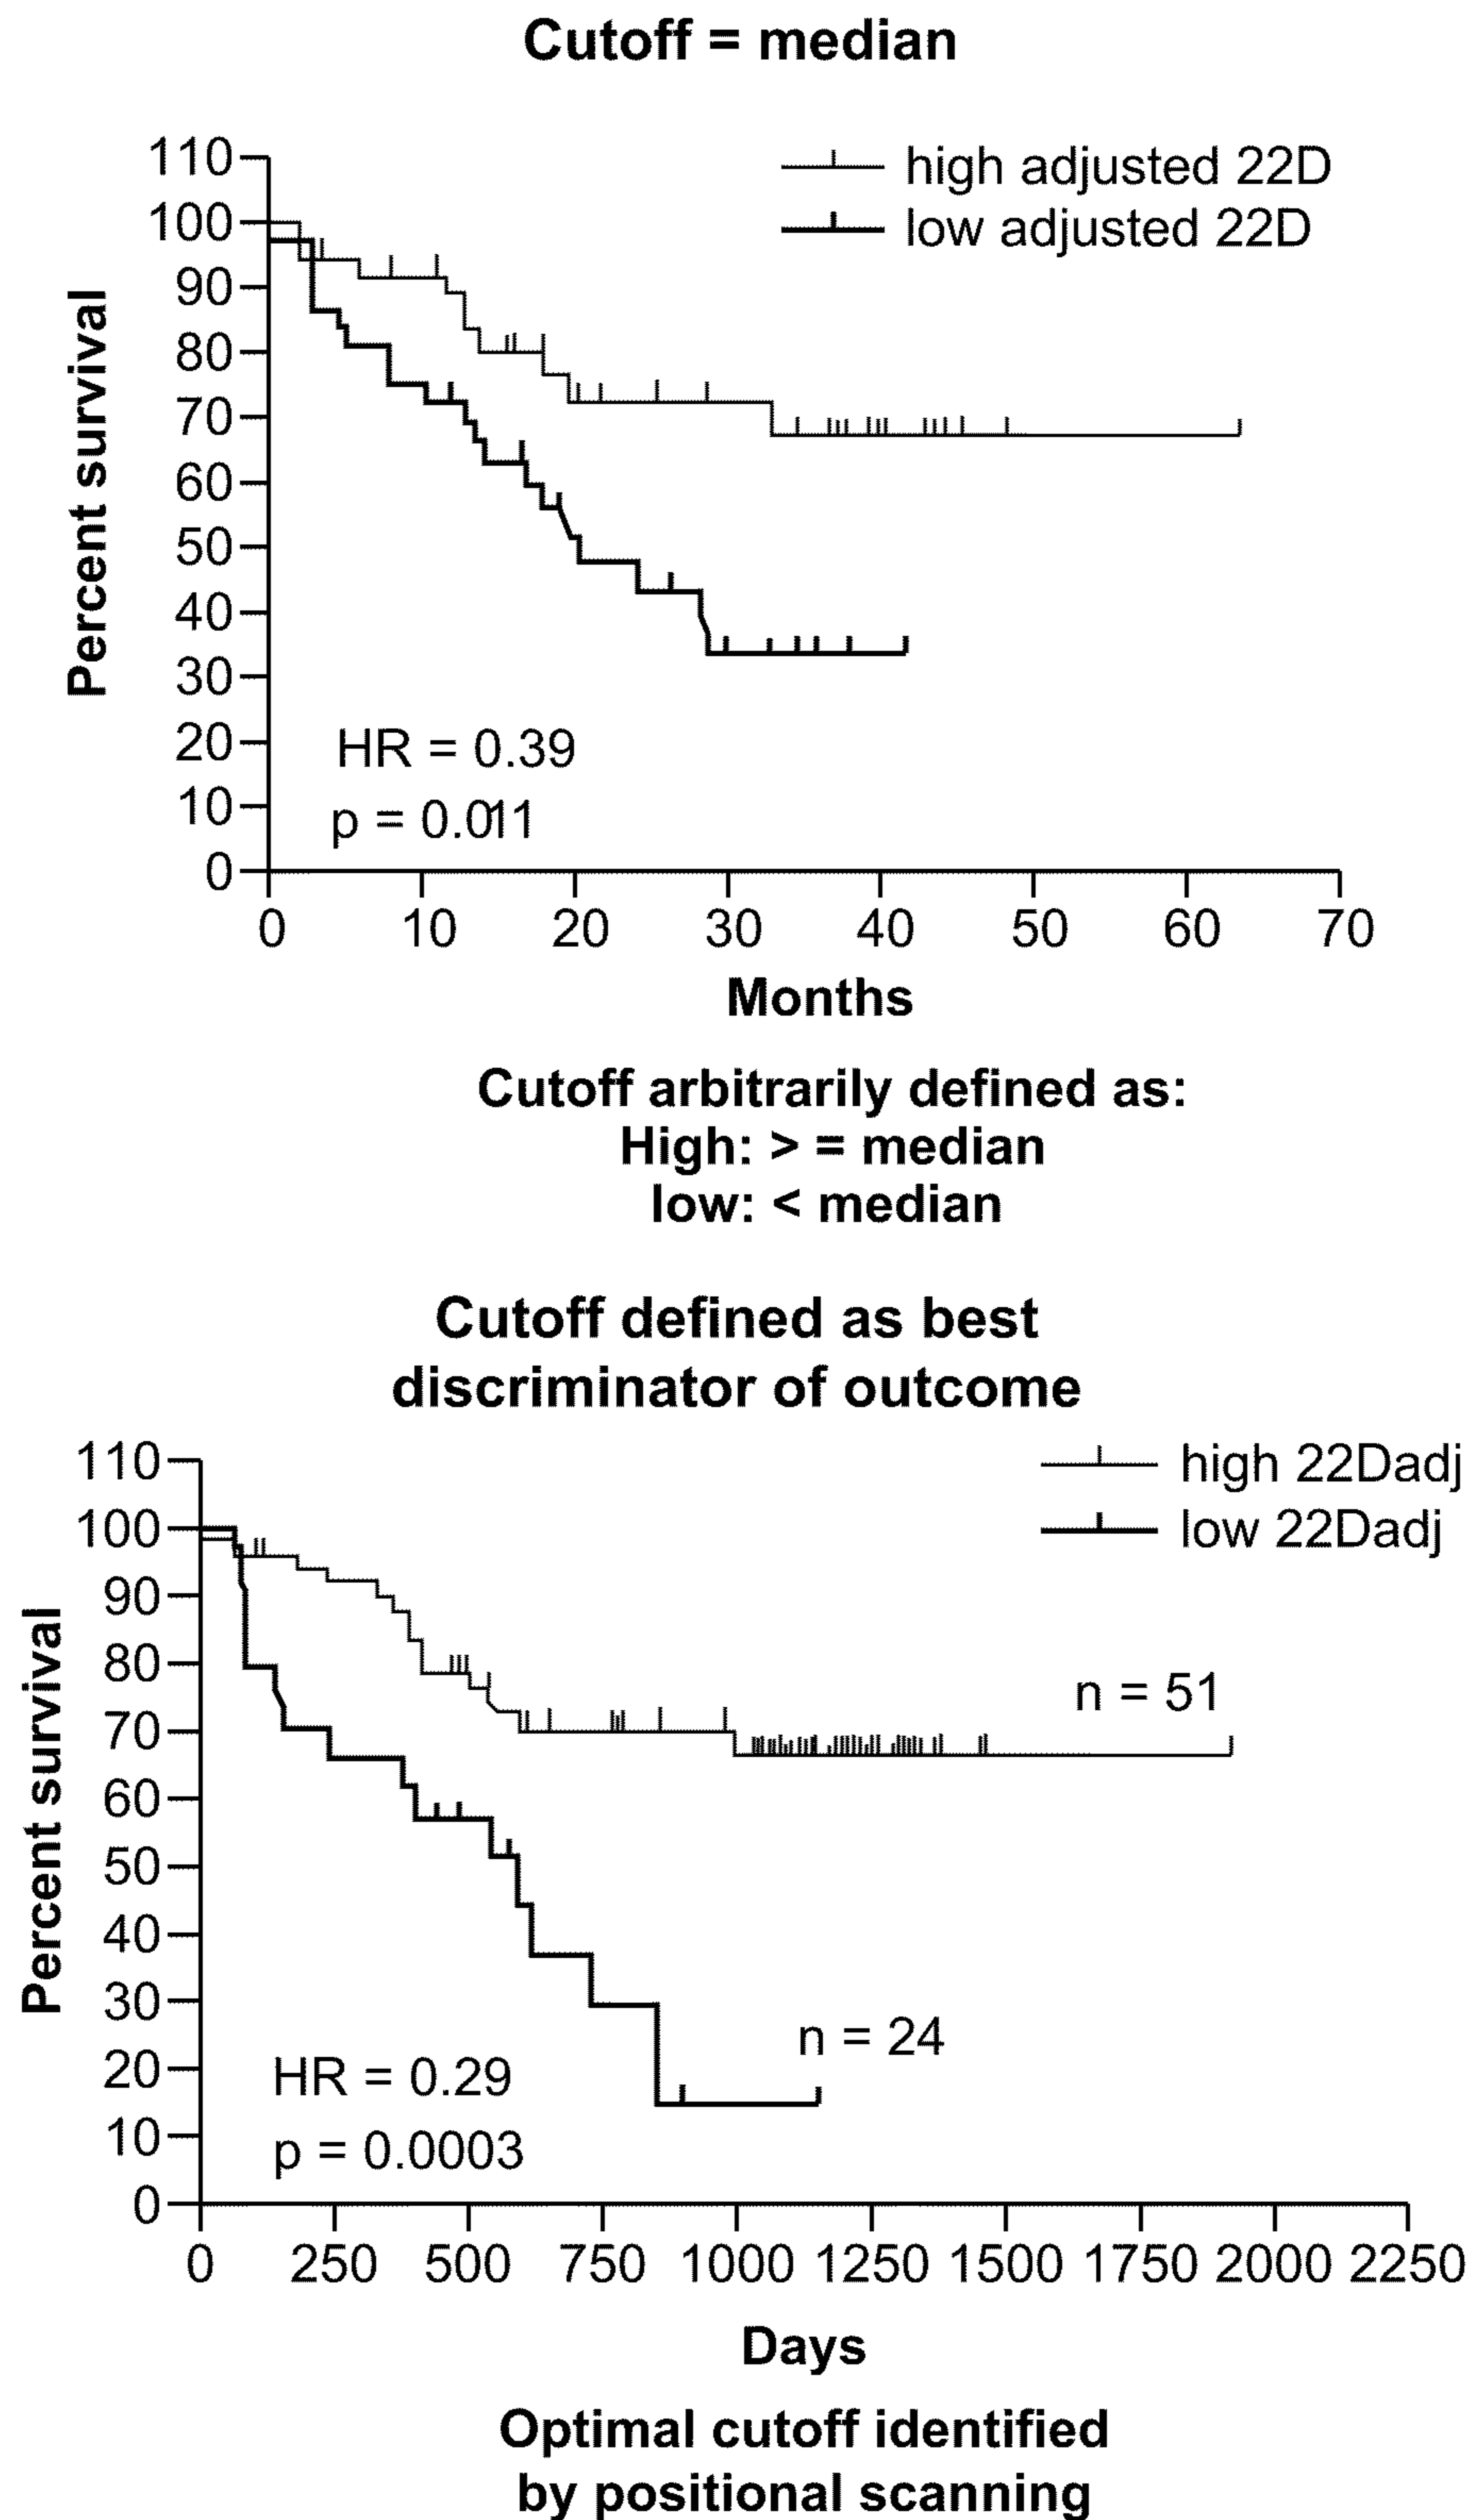 Cutoff = median
high adjusted 22D
low adjusted 22D
110
100
90
80
70
60
50
40
30
20
10
0
Percent survival
HR = 0.39
p = 0.011
0 10 20 30 40 50 60 70
Months
Cutoff arbitrarily defined as:
High: > = median
low: < median
Cutoff defined as best
discriminator of outcome
high 22Dadj
low 22Dadj
110
100
90
80
70
60
50
40
30
20
10
0
Percent survival
n = 51
n = 24
HR = 0.29
p = 0.0003
0 250 500 750 1000 1250 1500 1750 2000 2250
Days
Optimal cutoff identified
by positional scanning